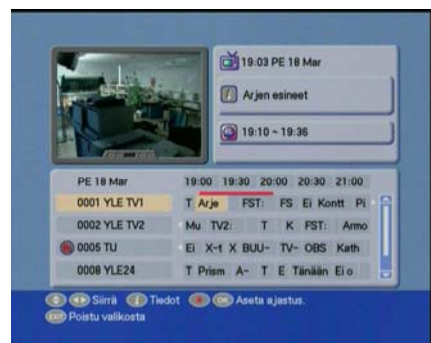 19:03 PE 18 Mar
Arjen esineet
19:10 ~ 19:36
PE 18 Mar 19:00 19:30 20:00 20:30 21:00
0001 YLE TV1 T Arje FST: FS Ei Kontt Pi
0002 YLE TV2 Mu TV2: T K FST: Armo
0005 TU Ei X-t X BUU- TV- OBS Kath
0008 YLE24 T Prism A- T E Tänään Ei o
Siirrä i Tiedot OK Aseta ajastus.
EXIT Poistu valikosta